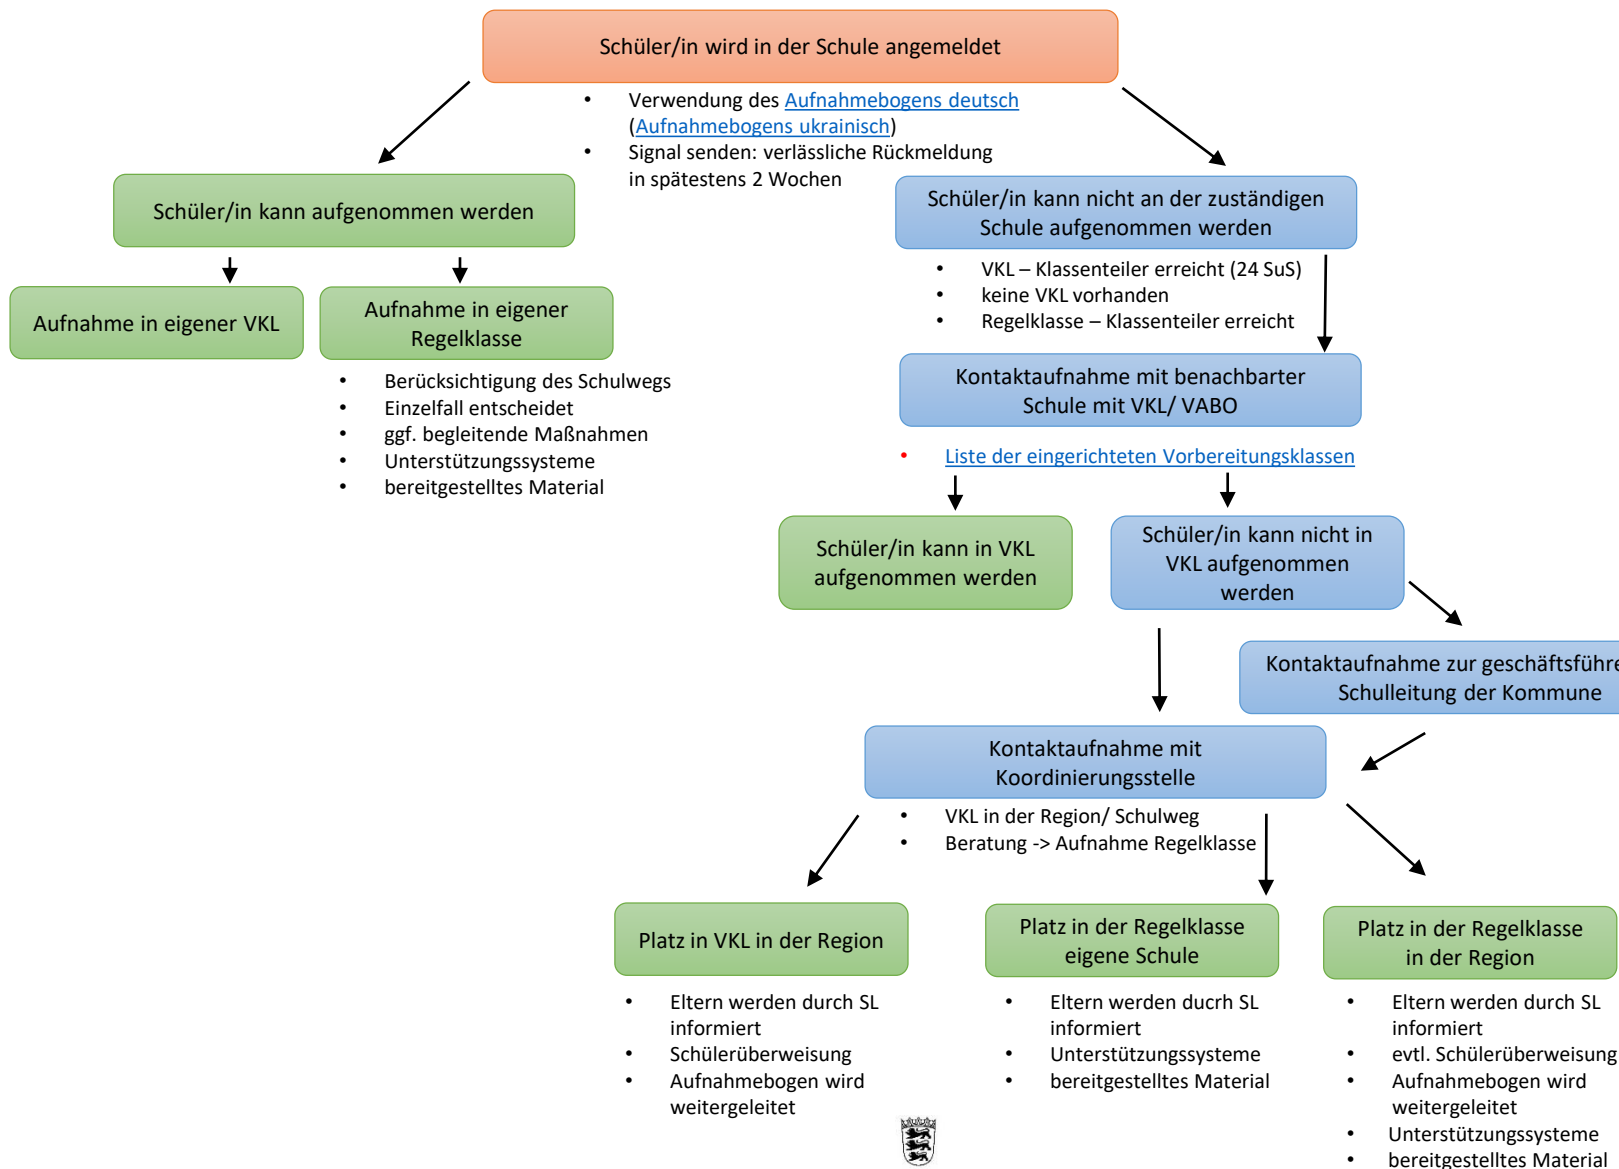 Schüler/in wird in der Schule angemeldet
• Verwendung des Aufnahmebogens deutsch
(Aufnahmebogens ukrainisch)
• Signal senden: verlässliche Rückmeldung
in spätestens 2 Wochen
Schüler/in kann aufgenommen werden
Aufnahme in eigener VKL
Aufnahme in eigener
Regelklasse
• Berücksichtigung des Schulwegs
• Einzelfall entscheidet
• ggf. begleitende Maßnahmen
• Unterstützungssysteme
• bereitgestelltes Material
Schüler/in kann nicht an der zuständigen
Schule aufgenommen werden
• VKL – Klassenteiler erreicht (24 SuS)
• keine VKL vorhanden
• Regelklasse – Klassenteiler erreicht
Kontaktaufnahme mit benachbarter
Schule mit VKL/ VABO
• Liste der eingerichteten Vorbereitungsklassen
Schüler/in kann in VKL
aufgenommen werden
Schüler/in kann nicht in
VKL aufgenommen
werden
Kontaktaufnahme zur
Schulleitung der Kommune
Kontaktaufnahme mit
Koordinierungsstelle
• VKL in der Region/ Schulweg
• Beratung -> Aufnahme Regelklasse
Platz in VKL in der Region
• Eltern werden durch SL
informiert
• Schülerüberweisung
• Aufnahmebogen wird
weitergeleitet
Platz in der Regelklasse
eigene Schule
• Eltern werden ducrh SL
informiert
• Unterstützungssysteme
• bereitgestelltes Material
Platz in der Regelklasse
in der Region
• Eltern werden durch SL
informiert
• evtl. Schülerüberweisung
• Aufnahmebogen wird
weitergeleitet
• Unterstützungssysteme
• bereitgestelltes Material